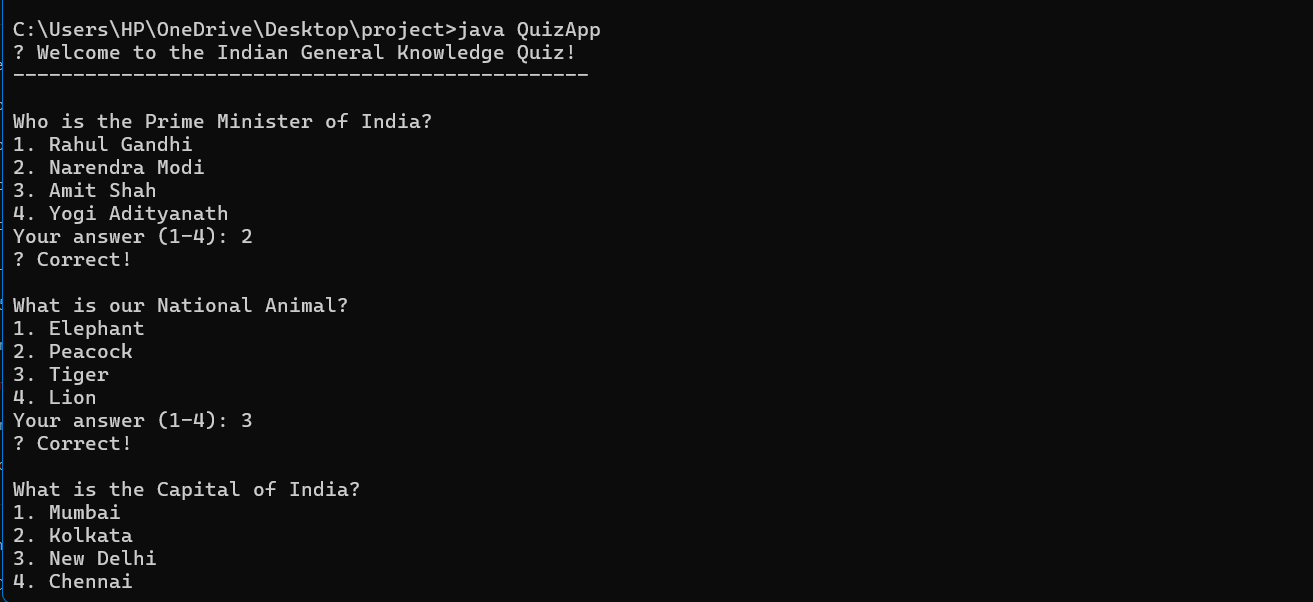 C:\Users\HP\OneDrive\Desktop\project>java QuizApp
? Welcome to the Indian General Knowledge Quiz!
------------------------------------------------
Who is the Prime Minister of India?
1. Rahul Gandhi
2. Narendra Modi
3. Amit Shah
4. Yogi Adityanath
Your answer (1-4): 2
? Correct!
What is our National Animal?
1. Elephant
2. Peacock
3. Tiger
4. Lion
Your answer (1-4): 3
? Correct!
What is the Capital of India?
1. Mumbai
2. Kolkata
3. New Delhi
4. Chennai